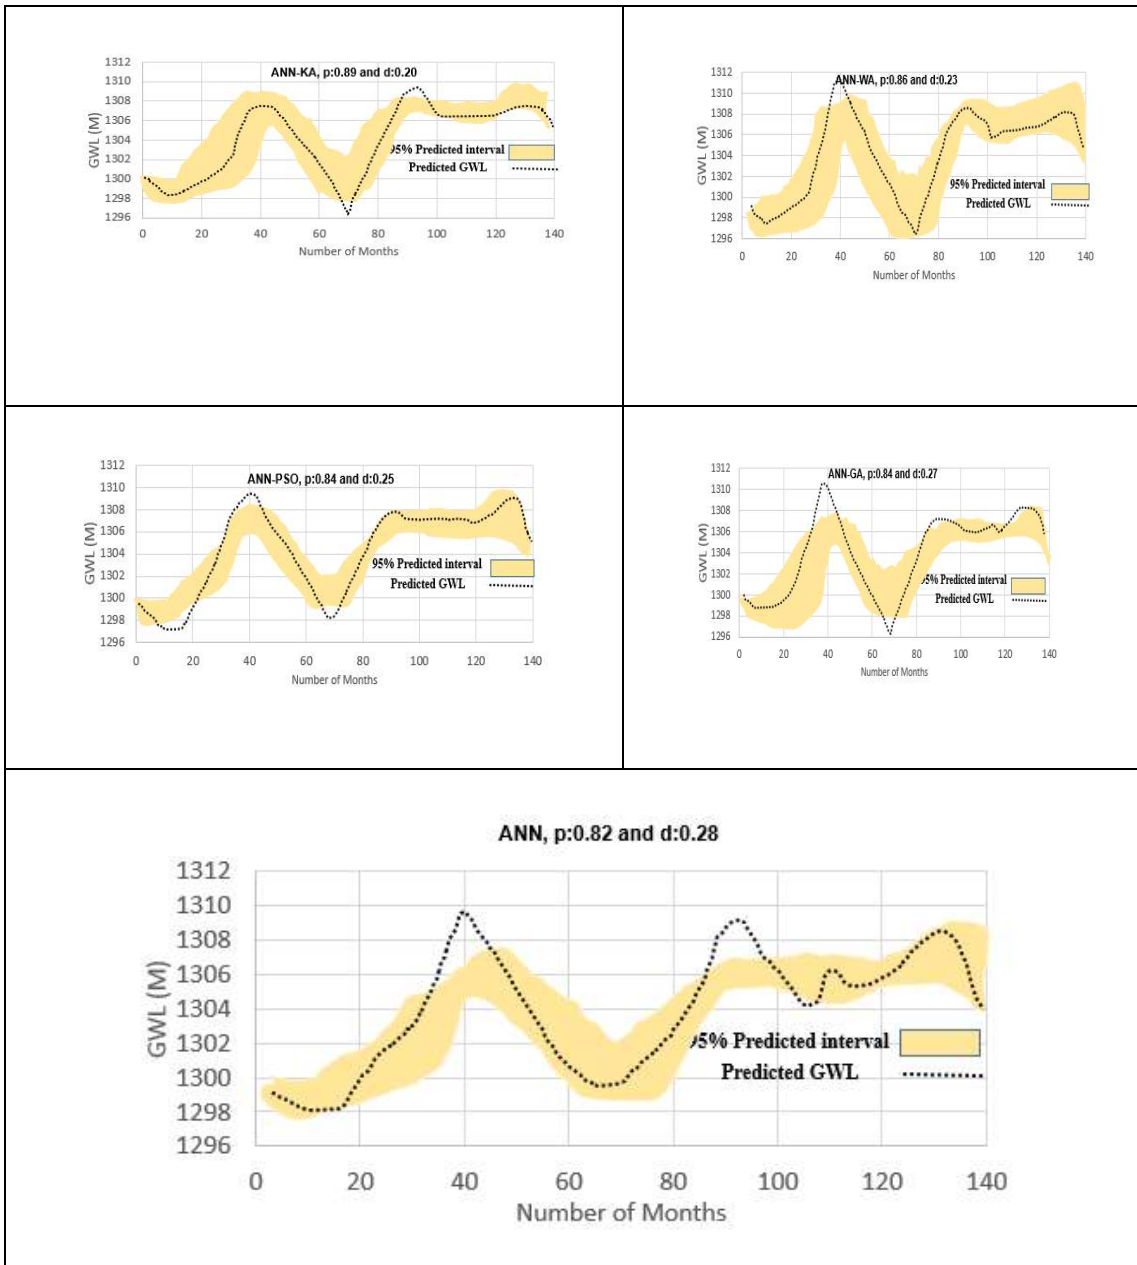 ANN-KA, p:0.89 and d:0.20
1312
1310
1308
1306
1304
1302
1300
1298
1296
GWL (M)
95% Predicted interval
Predicted GWL
0 20 40 60 80 100 120 140
Number of Months
ANN-WA, p:0.86 and d:0.23
1312
1310
1308
1306
1304
1302
1300
1298
1296
GWL (M)
95% Predicted interval
Predicted GWL
0 20 40 60 80 100 120 140
Number of Months
ANN-PSO, p:0.84 and d:0.25
1312
1310
1308
1306
1304
1302
1300
1298
1296
GWL (M)
95% Predicted interval
Predicted GWL
0 20 40 60 80 100 120 140
Number of Months
ANN-GA, p:0.84 and d:0.27
1312
1310
1308
1306
1304
1302
1300
1298
1296
GWL (M)
95% Predicted interval
Predicted GWL
0 20 40 60 80 100 120 140
Number of Months
ANN, p:0.82 and d:0.28
1312
1310
1308
1306
1304
1302
1300
1298
1296
GWL (M)
95% Predicted interval
Predicted GWL
0 20 40 60 80 100 120 140
Number of Months